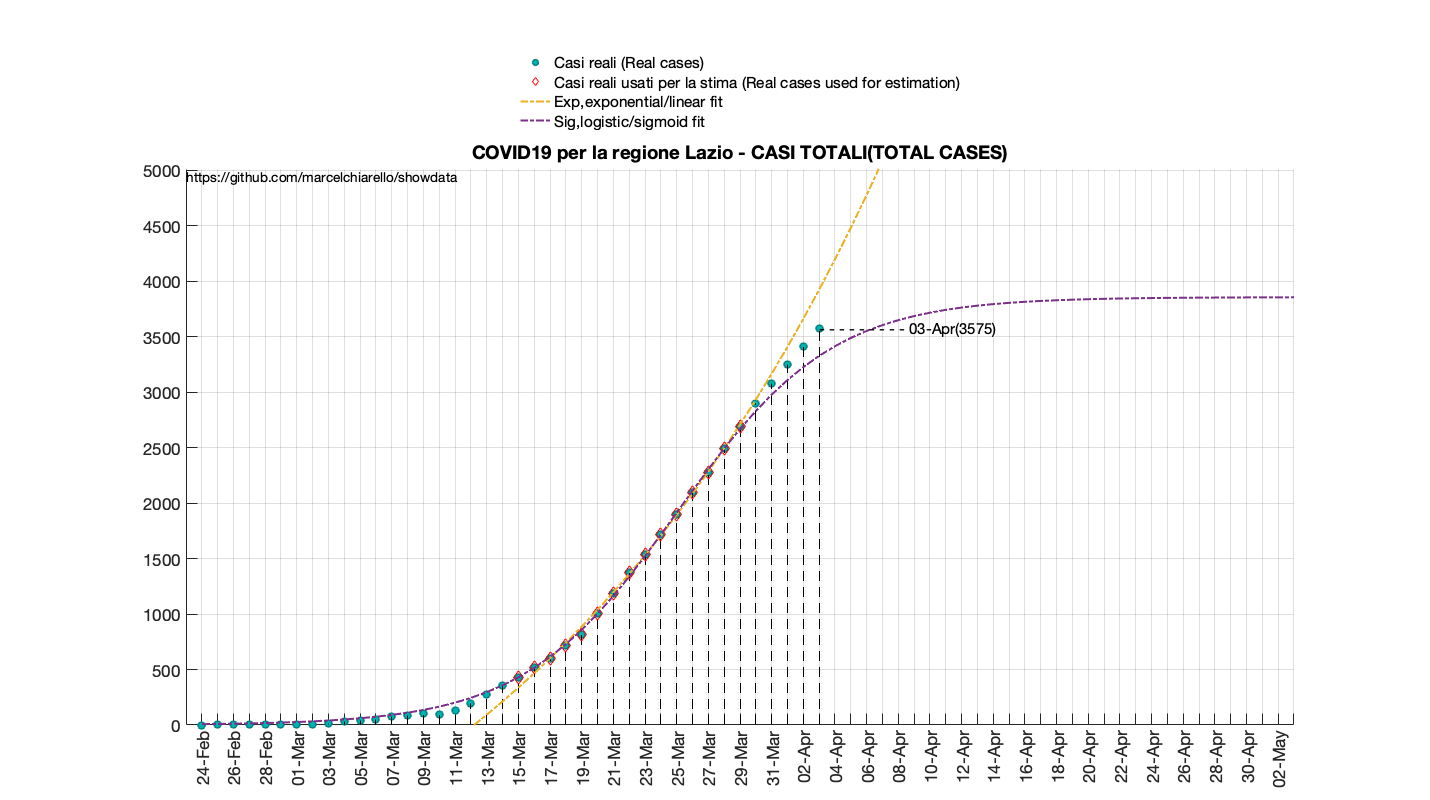 Casi reali (Real cases)
Casi reali usati per la stima (Real cases used for estimation)
Exp,exponential/linear fit
Sig,logistic/sigmoid fit
COVID19 per la regione Lazio - CASI TOTALI(TOTAL CASES)
https://github.com/marcelchiarello/showdata
5000
4500
4000
3500
3000
2500
2000
1500
1000
500
0
03-Apr(3575)
24-Feb
26-Feb
28-Feb
01-Mar
03-Mar
05-Mar
07-Mar
09-Mar
11-Mar
13-Mar
15-Mar
17-Mar
19-Mar
21-Mar
23-Mar
25-Mar
27-Mar
29-Mar
31-Mar
02-Apr
04-Apr
06-Apr
08-Apr
10-Apr
12-Apr
14-Apr
16-Apr
18-Apr
20-Apr
22-Apr
24-Apr
26-Apr
28-Apr
30-Apr
02-May